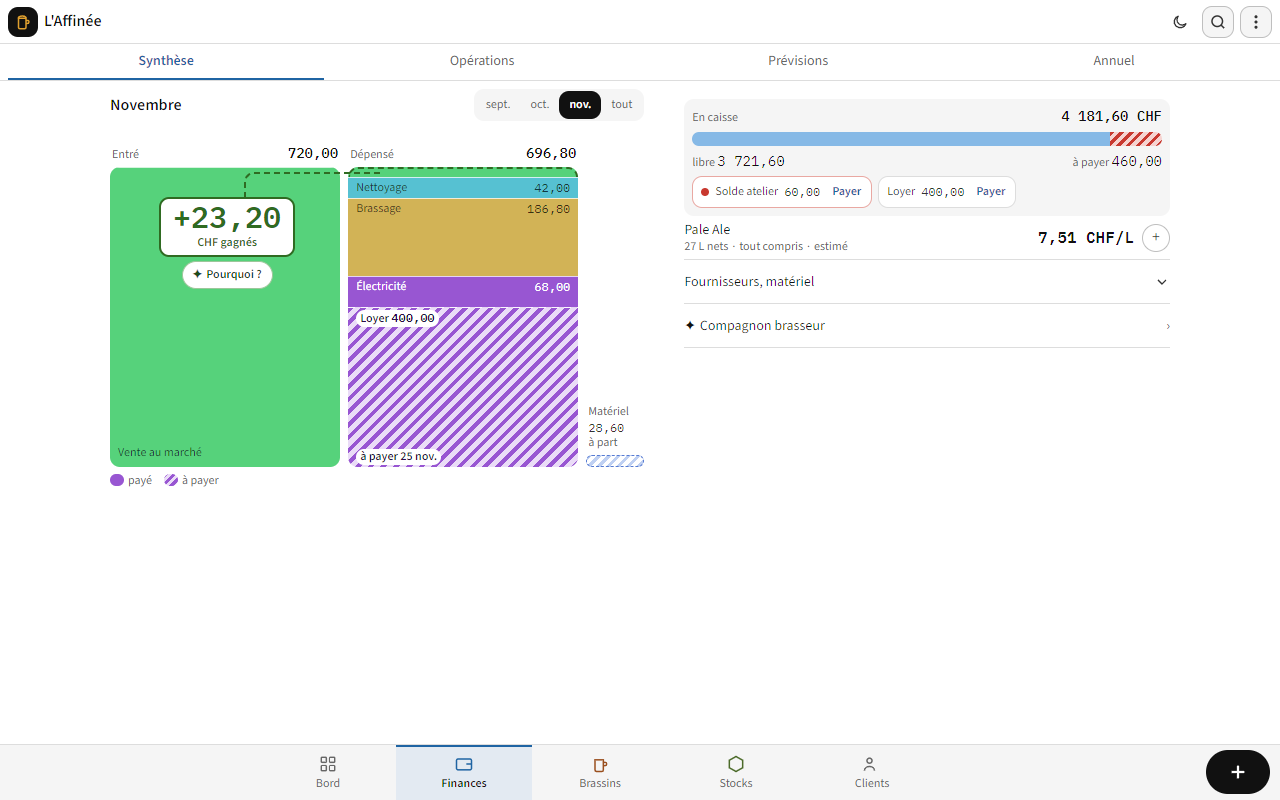 L'Affinée
Synthèse
Opérations
Prévisions
Annuel
Novembre
sept. oct. nov. tout
Entré 720,00
Dépensé 696,80
+23,20
CHF gagnés
✦ Pourquoi ?
Vente au marché
Nettoyage 42,00
Brassage 186,80
Électricité 68,00
Loyer 400,00
à payer 25 nov.
Matériel
28,60
à part
payé à payer
En caisse 4 181,60 CHF
libre 3 721,60 à payer 460,00
Solde atelier 60,00 Payer
Loyer 400,00 Payer
Pale Ale
27 L nets · tout compris · estimé
7,51 CHF/L +
Fournisseurs, matériel
✦ Compagnon brasseur ›
Bord
Finances
Brassins
Stocks
Clients
+